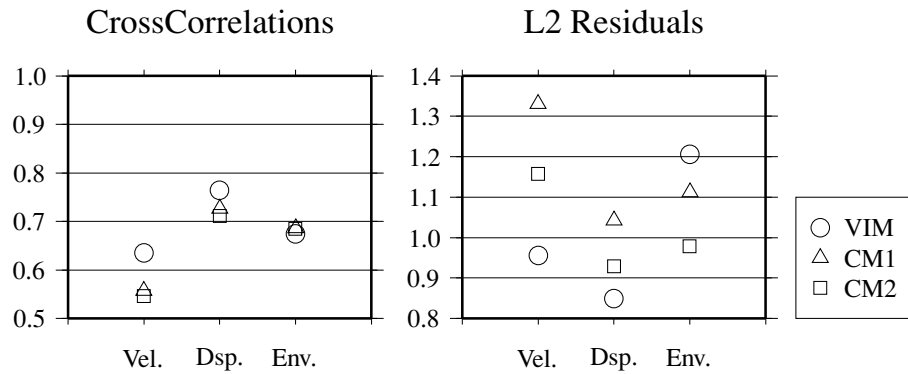 CrossCorrelations
1.0
0.9
0.8
0.7
0.6
0.5
Vel. Dsp. Env.
L2 Residuals
1.4
1.3
1.2
1.1
1.0
0.9
0.8
Vel. Dsp. Env.
VIM
CM1
CM2